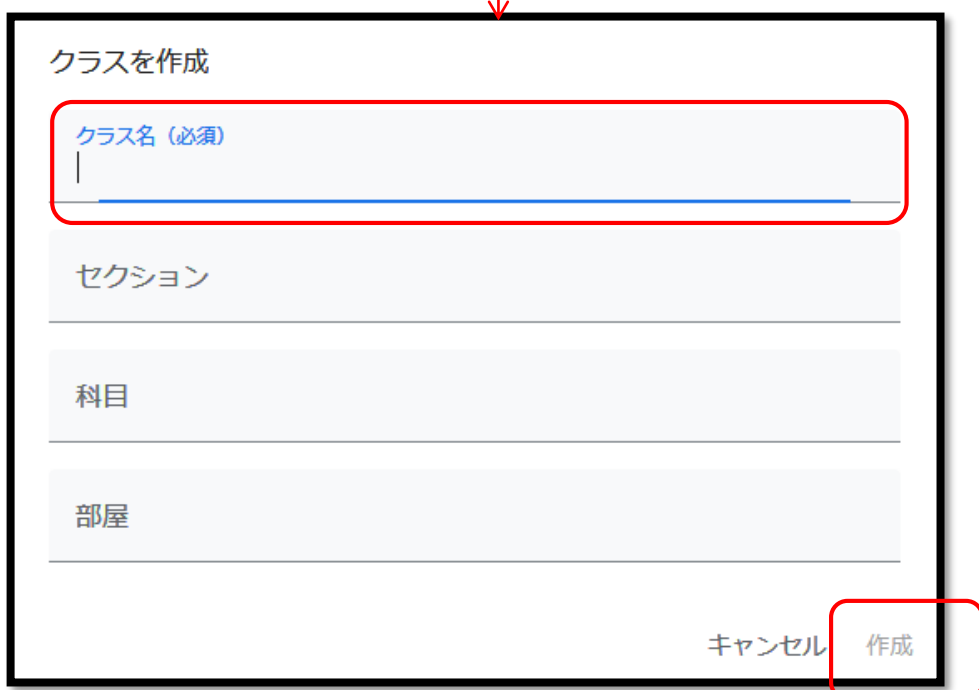 クラスを作成
クラス名（必須）
セクション
科目
部屋
キャンセル 作成